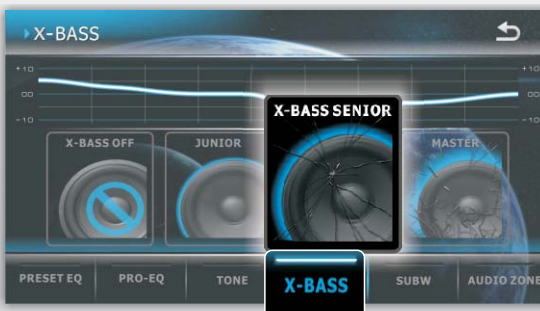 X-BASS
+10
+10
00
00
-10
-10
X-BASS OFF
JUNIOR
X-BASS SENIOR
MASTER
PRESET EQ
PRO-EQ
TONE
X-BASS
SUBW
AUDIO ZONE